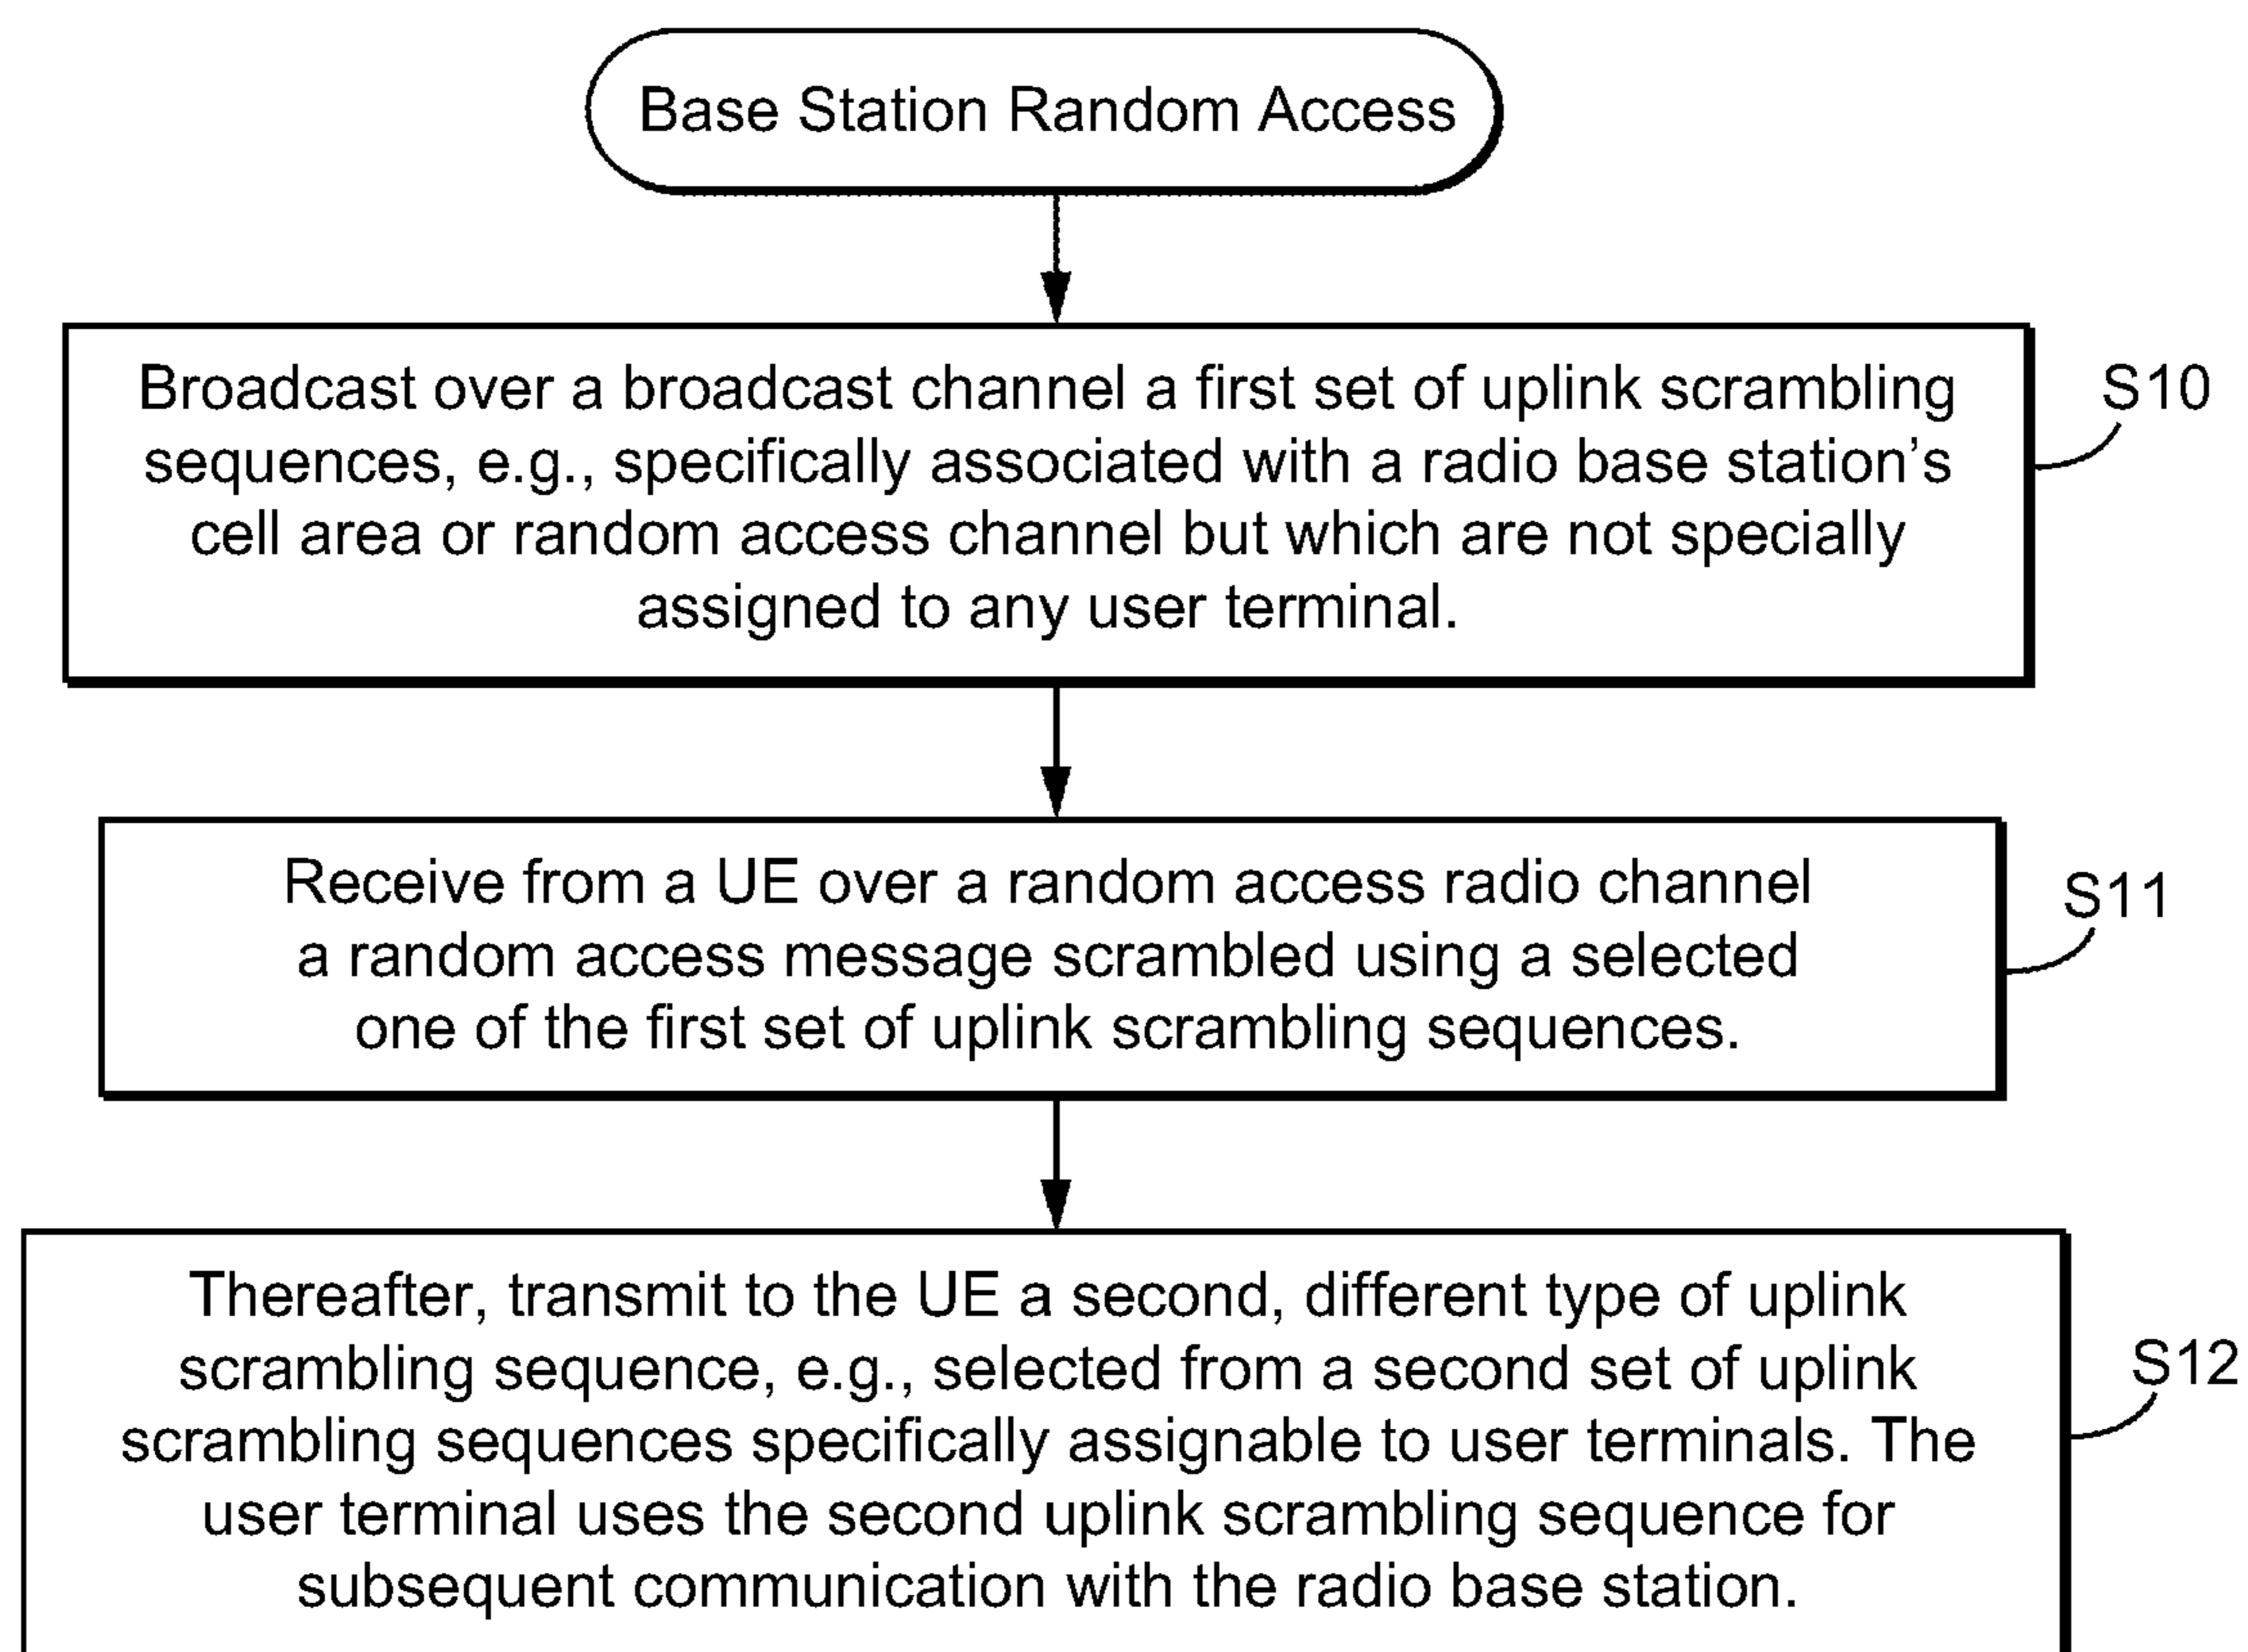 Base Station Random Access
Broadcast over a broadcast channel a first set of uplink scrambling
sequences, e.g., specifically associated with a radio base station's
cell area or random access channel but which are not specially
assigned to any user terminal.
S10
Receive from a UE over a random access radio channel
a random access message scrambled using a selected
one of the first set of uplink scrambling sequences.
S11
Thereafter, transmit to the UE a second, different type of uplink
scrambling sequence, e.g., selected from a second set of uplink
scrambling sequences specifically assignable to user terminals. The
user terminal uses the second uplink scrambling sequence for
subsequent communication with the radio base station.
S12